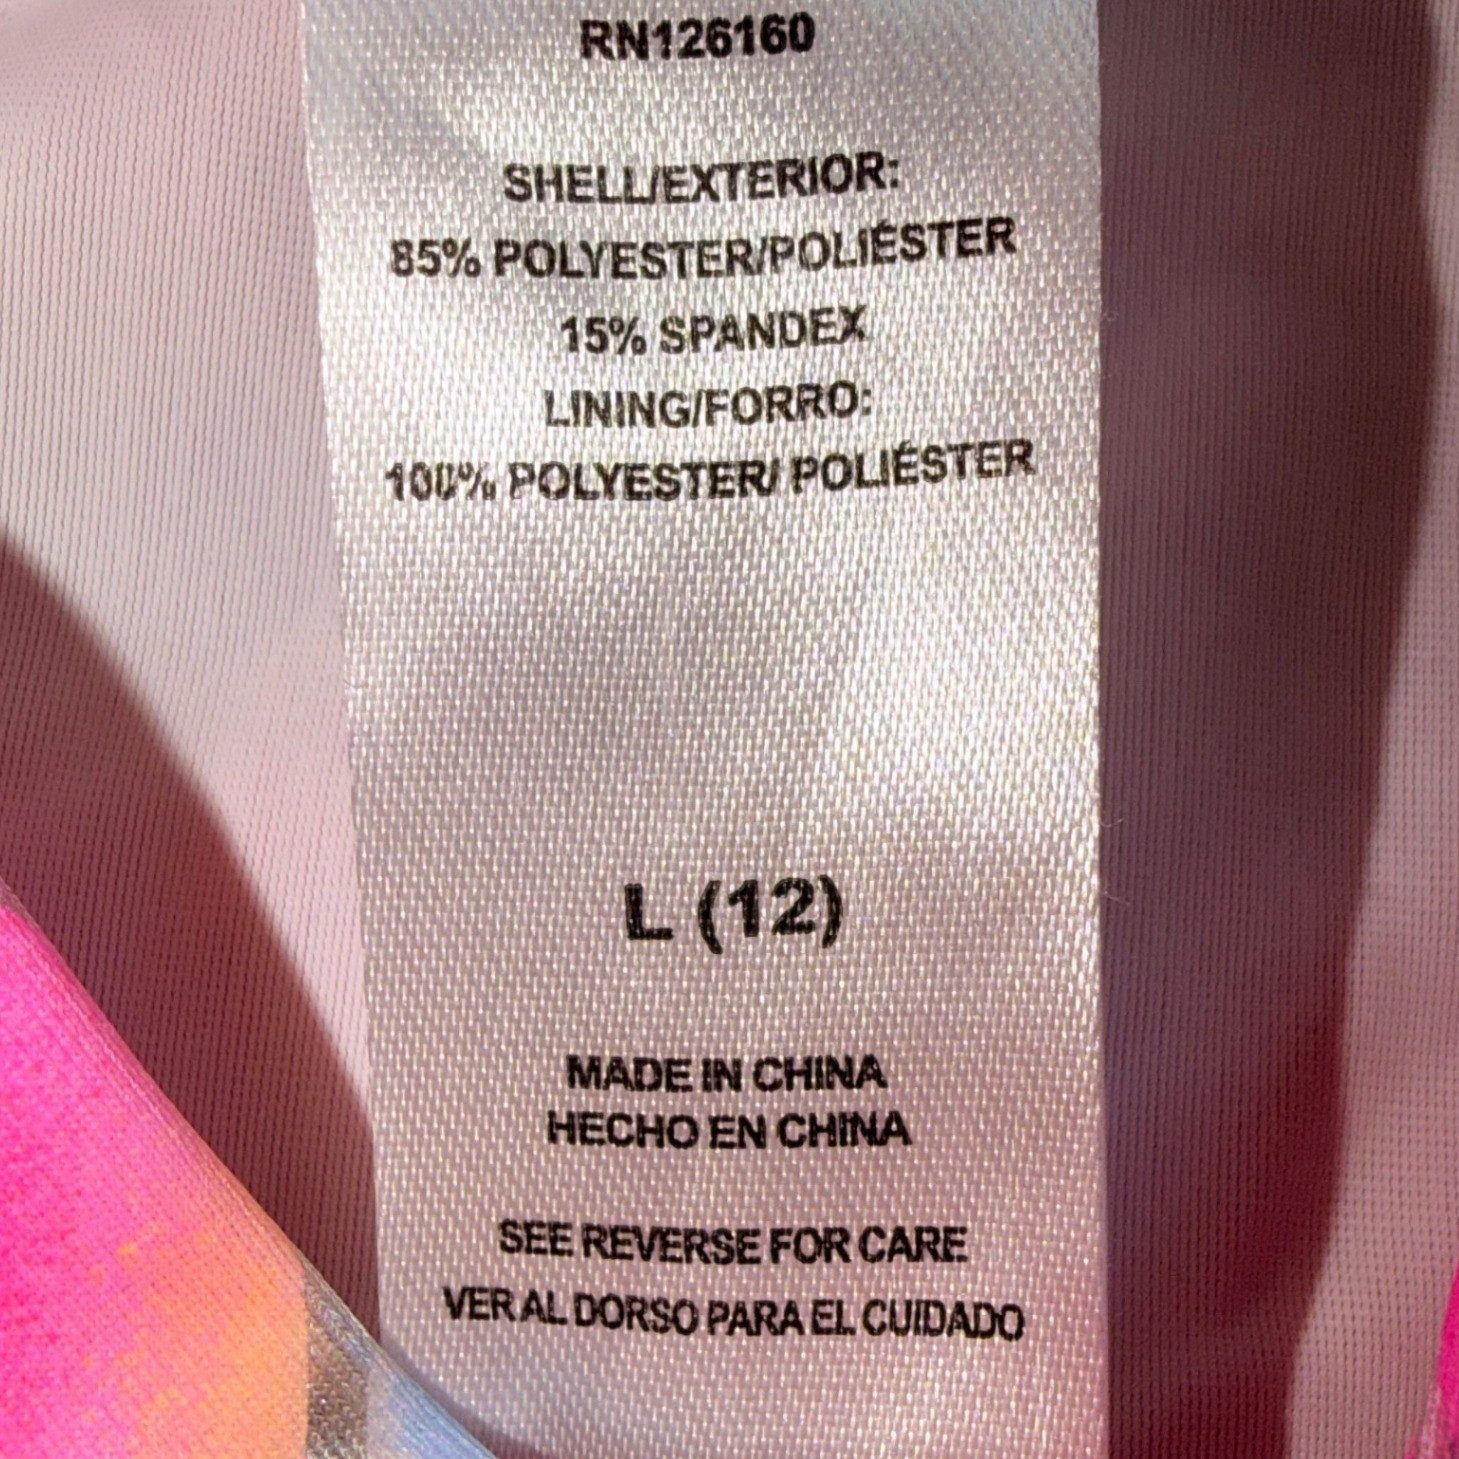 RN126160
SHELL/EXTERIOR:
85% POLYESTER/POLIÉSTER
15% SPANDEX
LINING/FORRO:
100% POLYESTER/ POLIÉSTER
L (12)
MADE IN CHINA
HECHO EN CHINA
SEE REVERSE FOR CARE
VER AL DORSO PARA EL CUIDADO